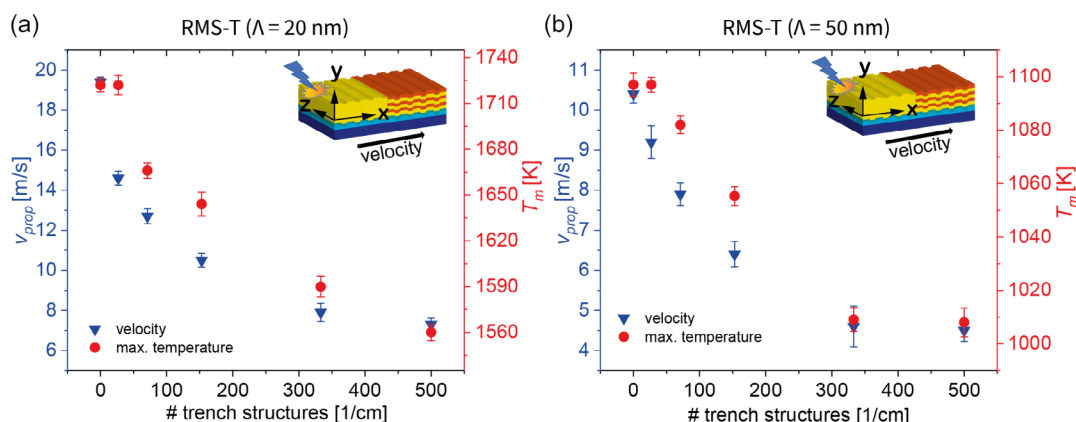 (a)
RMS-T (Λ = 20 nm)
20
18
16
14
12
10
8
6
v_prop [m/s]
1740
1710
1680
1650
1620
1590
1560
T_m [K]
y
z
x
velocity
velocity
max. temperature
0 100 200 300 400 500
# trench structures [1/cm]
(b)
RMS-T (Λ = 50 nm)
11
10
9
8
7
6
5
4
v_prop [m/s]
1100
1080
1060
1040
1020
1000
T_m [K]
y
z
x
velocity
velocity
max. temperature
0 100 200 300 400 500
# trench structures [1/cm]